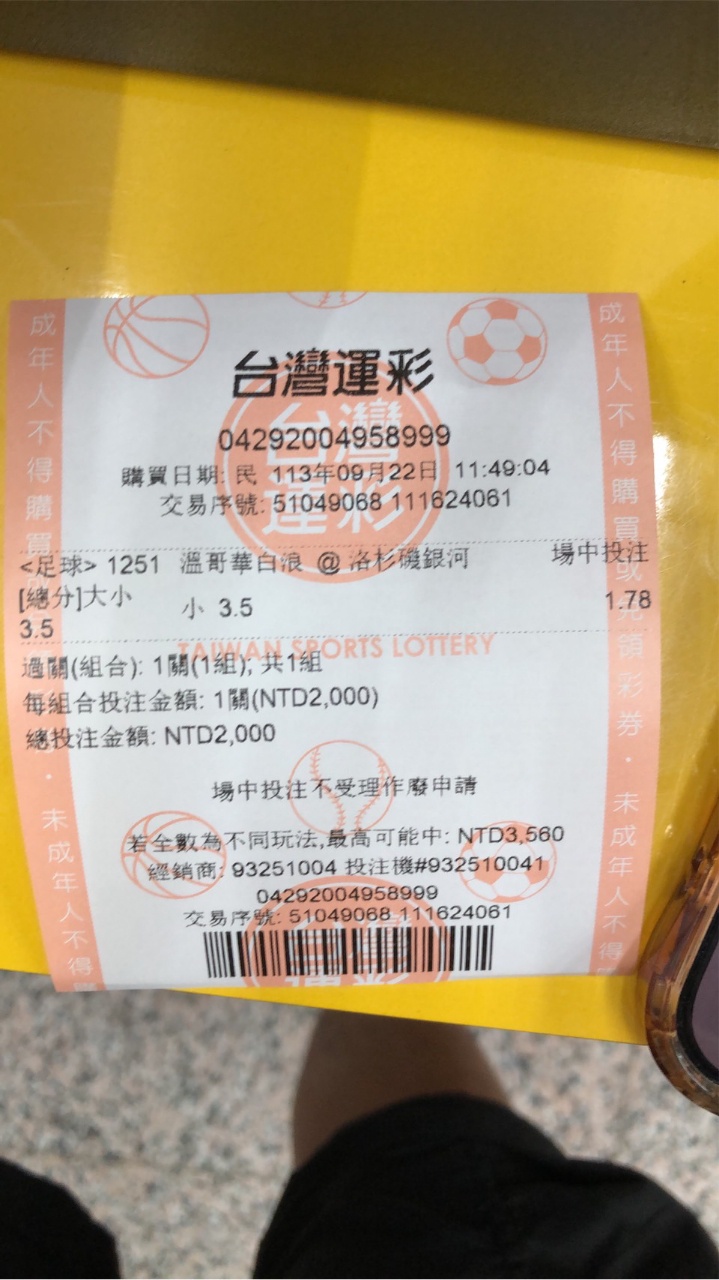 台灣運彩
04292004958999
購買日期: 民 113年09月22日 11:49:04
交易序號: 51049068 111624061
<足球> 1251 溫哥華白浪 @ 洛杉磯銀河 場中投注
[總分]大小 小 3.5 1.78
3.5
TAIWAN SPORTS LOTTERY
過關(組合): 1關(1組); 共1組
每組合投注金額: 1關(NTD2,000)
總投注金額: NTD2,000
場中投注不受理作廢申請
若全數為不同玩法,最高可能中: NTD3,560
經銷商: 93251004 投注機#932510041
04292004958999
交易序號: 51049068 111624061
成年人不得購買
未成年人不得
成年人不得購買或兌領彩券.未成年人不得
台灣運彩
台灣運彩